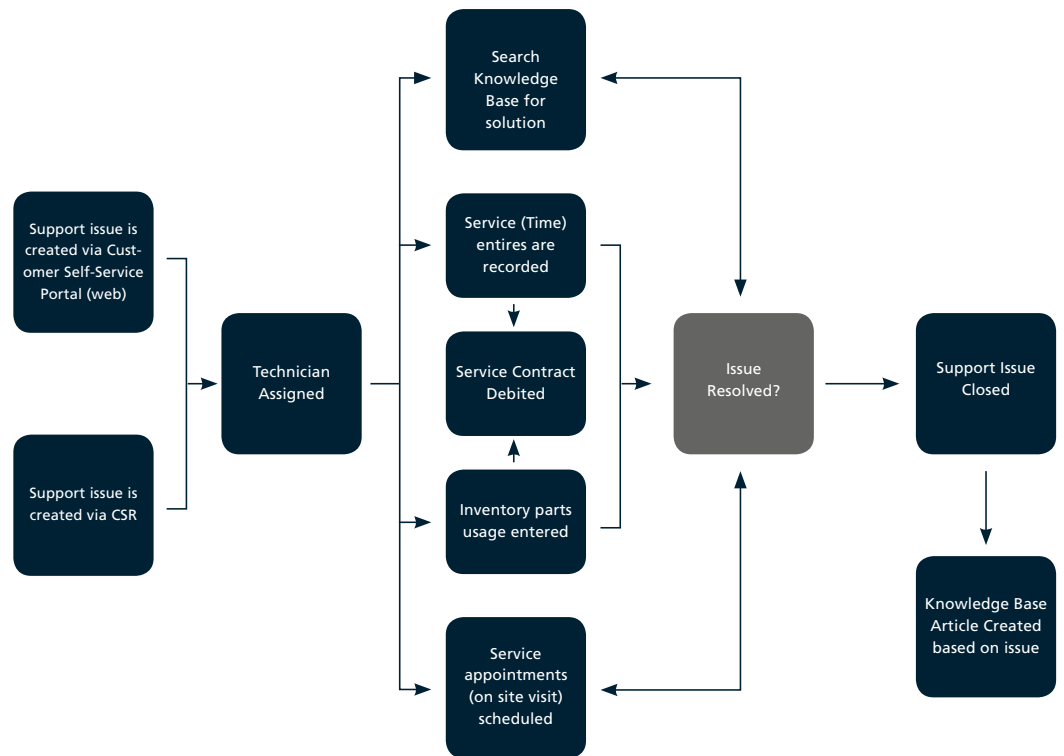 Search
Knowledge
Base for
solution
Support issue is
created via Cust-
omer Self-Service
Portal (web)
Service (Time)
entires are
recorded
Technician
Assigned
Service Contract
Debited
Issue
Resolved?
Support Issue
Closed
Support issue is
created via CSR
Inventory parts
usage entered
Knowledge Base
Article Created
based on issue
Service
appointments
(on site visit)
scheduled